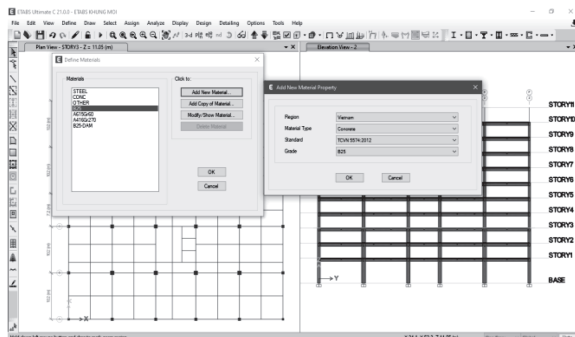 ETABS Ultimate C 21.0.0 - ETABS KHUNG MOI
File Edit View Define Draw Select Assign Analyze Display Design Detailing Options Tools Help
Plan View - STORY3 - Z = 11.05 (m)
Elevation View - 2
Define Materials
Materials
STEEL
CONC
OTHER
B25
A615Gr60
A416Gr270
B25-DAM
Click to:
Add New Material...
Add Copy of Material...
Modify/Show Material...
Delete Material
OK
Cancel
Add New Material Property
Region
Vietnam
Material Type
Concrete
Standard
TCVN 5574:2012
Grade
B25
OK
Cancel
STORY11
STORY10
STORY9
STORY8
STORY7
STORY6
STORY5
STORY4
STORY3
STORY2
STORY1
BASE
X
Y